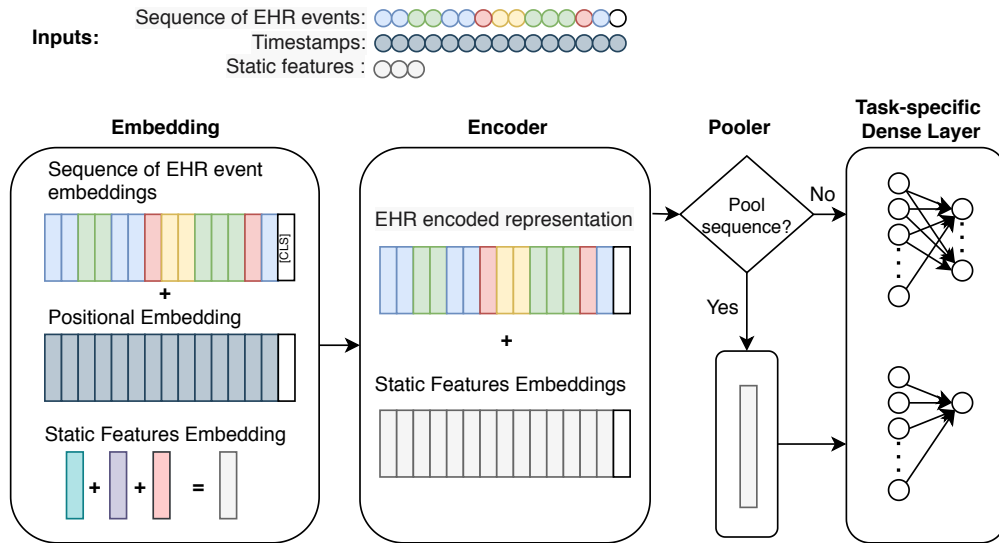 Inputs:
Sequence of EHR events:
Timestamps:
Static features :
Embedding
Sequence of EHR event
embeddings
[CLS]
+
Positional Embedding
Static Features Embedding
+ + =
Encoder
EHR encoded representation
+
Static Features Embeddings
Pooler
Pool
sequence?
No
Yes
Task-specific
Dense Layer